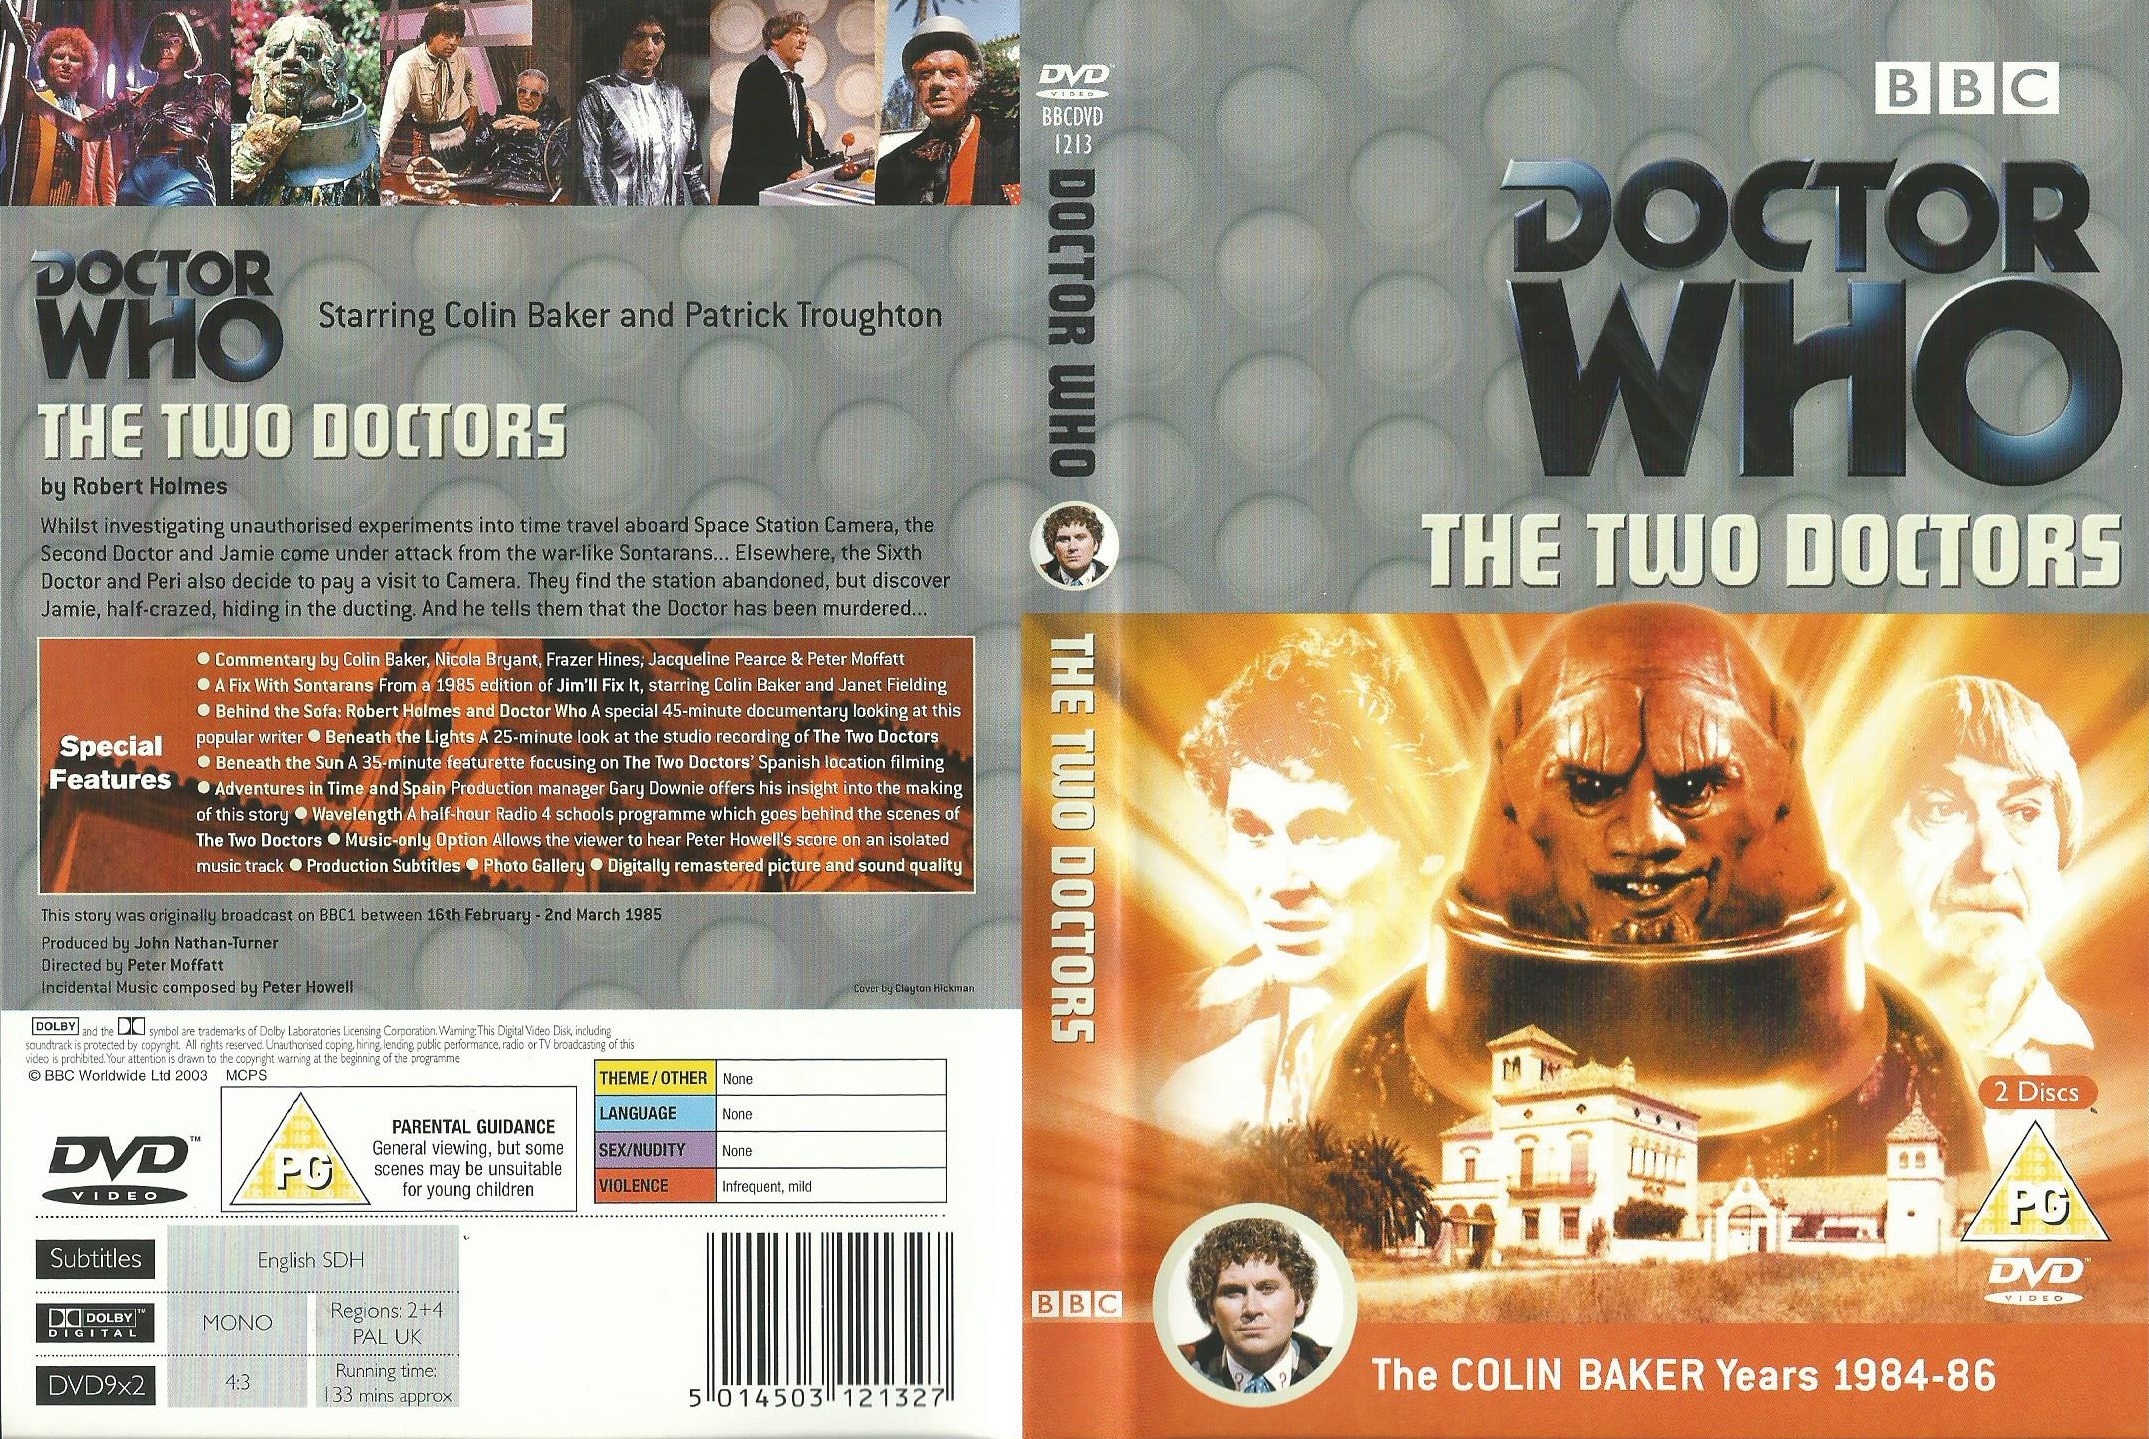 DOCTOR
WHO
Starring Colin Baker and Patrick Troughton
THE TWO DOCTORS
by Robert Holmes
Whilst investigating unauthorised experiments into time travel aboard Space Station Camera, the
Second Doctor and Jamie come under attack from the war-like Sontarans... Elsewhere, the Sixth
Doctor and Peri also decide to pay a visit to Camera. They find the station abandoned, but discover
Jamie, half-crazed, hiding in the ducting. And he tells them that the Doctor has been murdered...
Special
Features
● Commentary by Colin Baker, Nicola Bryant, Frazer Hines, Jacqueline Pearce & Peter Moffatt
● A Fix With Sontarans From a 1985 edition of Jim'll Fix It, starring Colin Baker and Janet Fielding
● Behind the Sofa: Robert Holmes and Doctor Who A special 45-minute documentary looking at this
popular writer ● Beneath the Lights A 25-minute look at the studio recording of The Two Doctors
● Beneath the Sun A 35-minute featurette focusing on The Two Doctors' Spanish location filming
● Adventures in Time and Spain Production manager Gary Downie offers his insight into the making
of this story ● Wavelength A half-hour Radio 4 schools programme which goes behind the scenes of
The Two Doctors ● Music-only Option Allows the viewer to hear Peter Howell's score on an isolated
music track ● Production Subtitles ● Photo Gallery ● Digitally remastered picture and sound quality
This story was originally broadcast on BBC1 between 16th February - 2nd March 1985
Produced by John Nathan-Turner
Directed by Peter Moffatt
Incidental Music composed by Peter Howell
Cover by Clayton Hickman
DOLBY and the symbol are trademarks of Dolby Laboratories Licensing Corporation. Warning: This Digital Video Disk, including
soundtrack is protected by copyright. All rights reserved. Unauthorised coping, hiring, lending, public performance, radio or TV broadcasting of this
video is prohibited. Your attention is drawn to the copyright warning at the beginning of the programme
© BBC Worldwide Ltd 2003 MCPS
DVD™
VIDEO
PG
PARENTAL GUIDANCE
General viewing, but some
scenes may be unsuitable
for young children
THEME / OTHER None
LANGUAGE None
SEX/NUDITY None
VIOLENCE Infrequent, mild
Subtitles English SDH
DOLBY™
DIGITAL
MONO
Regions: 2+4
PAL UK
DVD9x2
4:3
Running time:
133 mins approx
5 014503 121327
DVD™
VIDEO
BBCDVD
1213
DOCTOR WHO
THE TWO DOCTORS
BBC
BBC
DOCTOR
WHO
THE TWO DOCTORS
2 Discs
PG
DVD™
VIDEO
The COLIN BAKER Years 1984-86